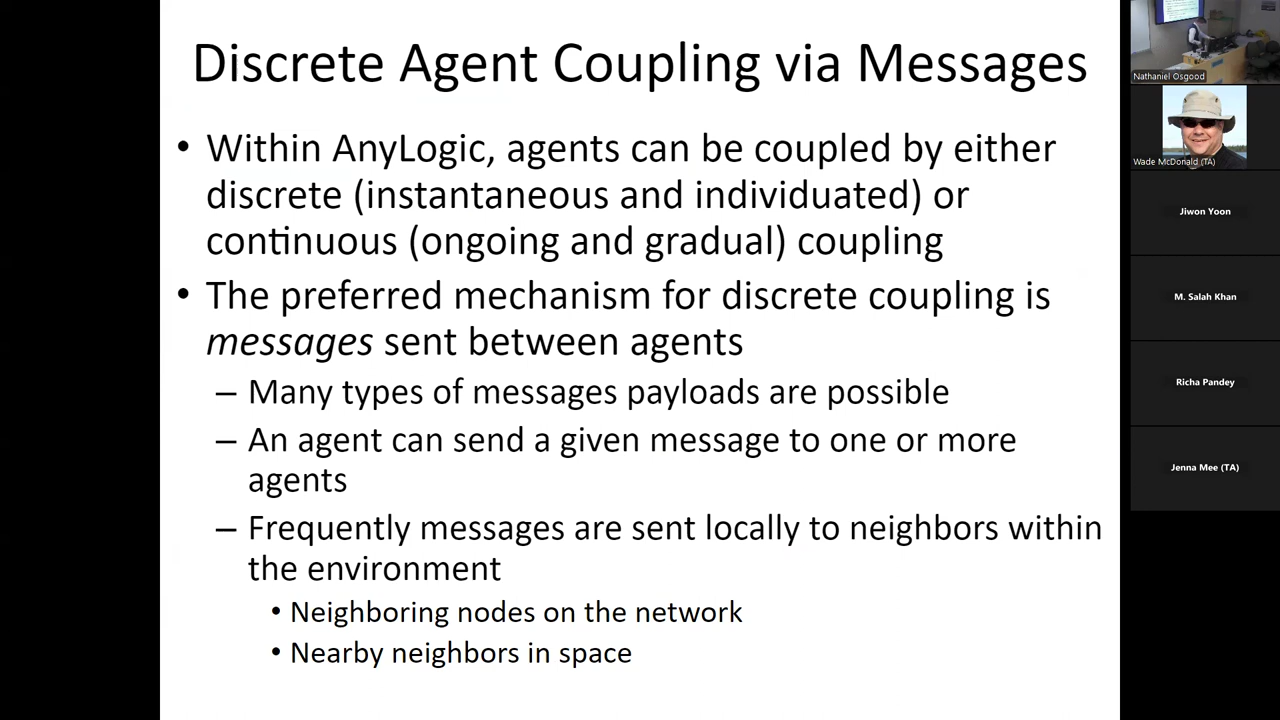 Discrete Agent Coupling via Messages
• Within AnyLogic, agents can be coupled by either
discrete (instantaneous and individuated) or
continuous (ongoing and gradual) coupling
• The preferred mechanism for discrete coupling is
messages sent between agents
– Many types of messages payloads are possible
– An agent can send a given message to one or more
agents
– Frequently messages are sent locally to neighbors within
the environment
• Neighboring nodes on the network
• Nearby neighbors in space
Nathaniel Osgood
Wade McDonald (TA)
Jiwon Yoon
M. Salah Khan
Richa Pandey
Jenna Mee (TA)